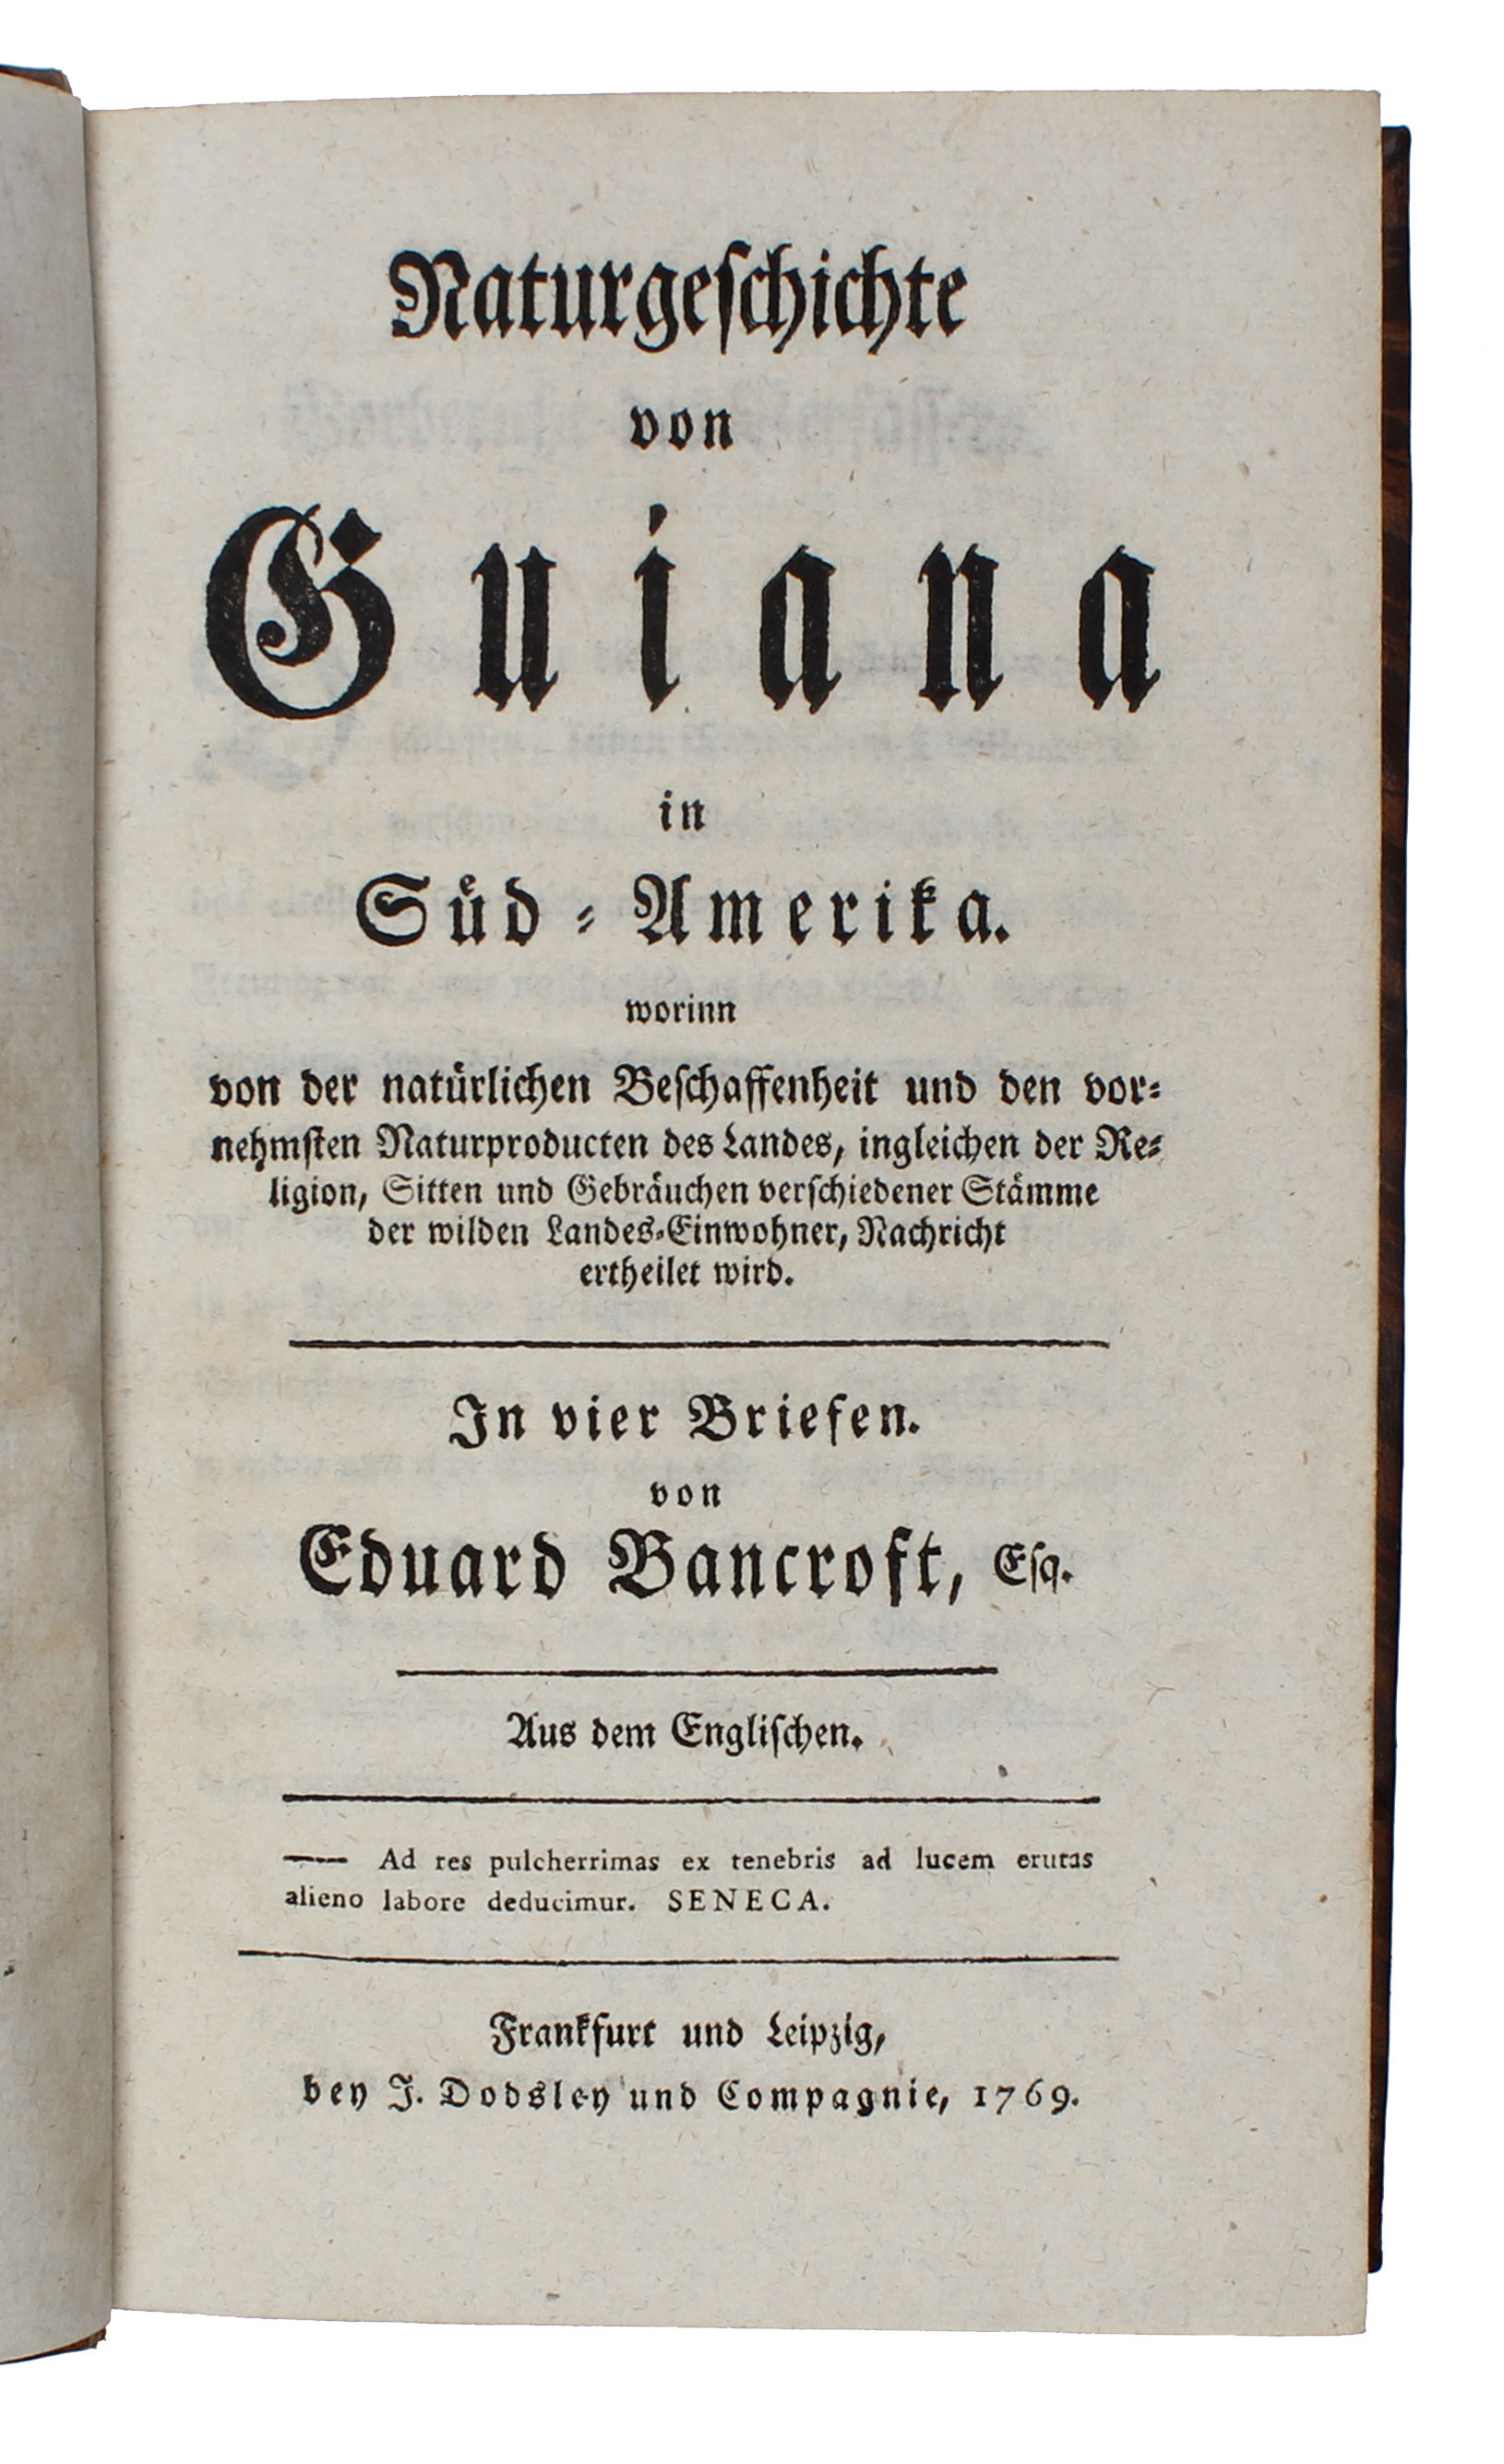 Naturgeschichte
von
Guiana
in
Süd-Amerika.
worinn
von der natürlichen Beschaffenheit und den vor-
nehmsten Naturproducten des Landes, ingleichen der Re-
ligion, Sitten und Gebräuchen verschiedener Stämme
der wilden Landes-Einwohner, Nachricht
ertheilet wird.
In vier Briefen.
von
Eduard Bancroft, Esq.
Aus dem Englischen.
—— Ad res pulcherrimas ex tenebris ad lucem erutas
alieno labore deducimur. SENECA.
Frankfurt und Leipzig,
bey J. Dodsley und Compagnie, 1769.